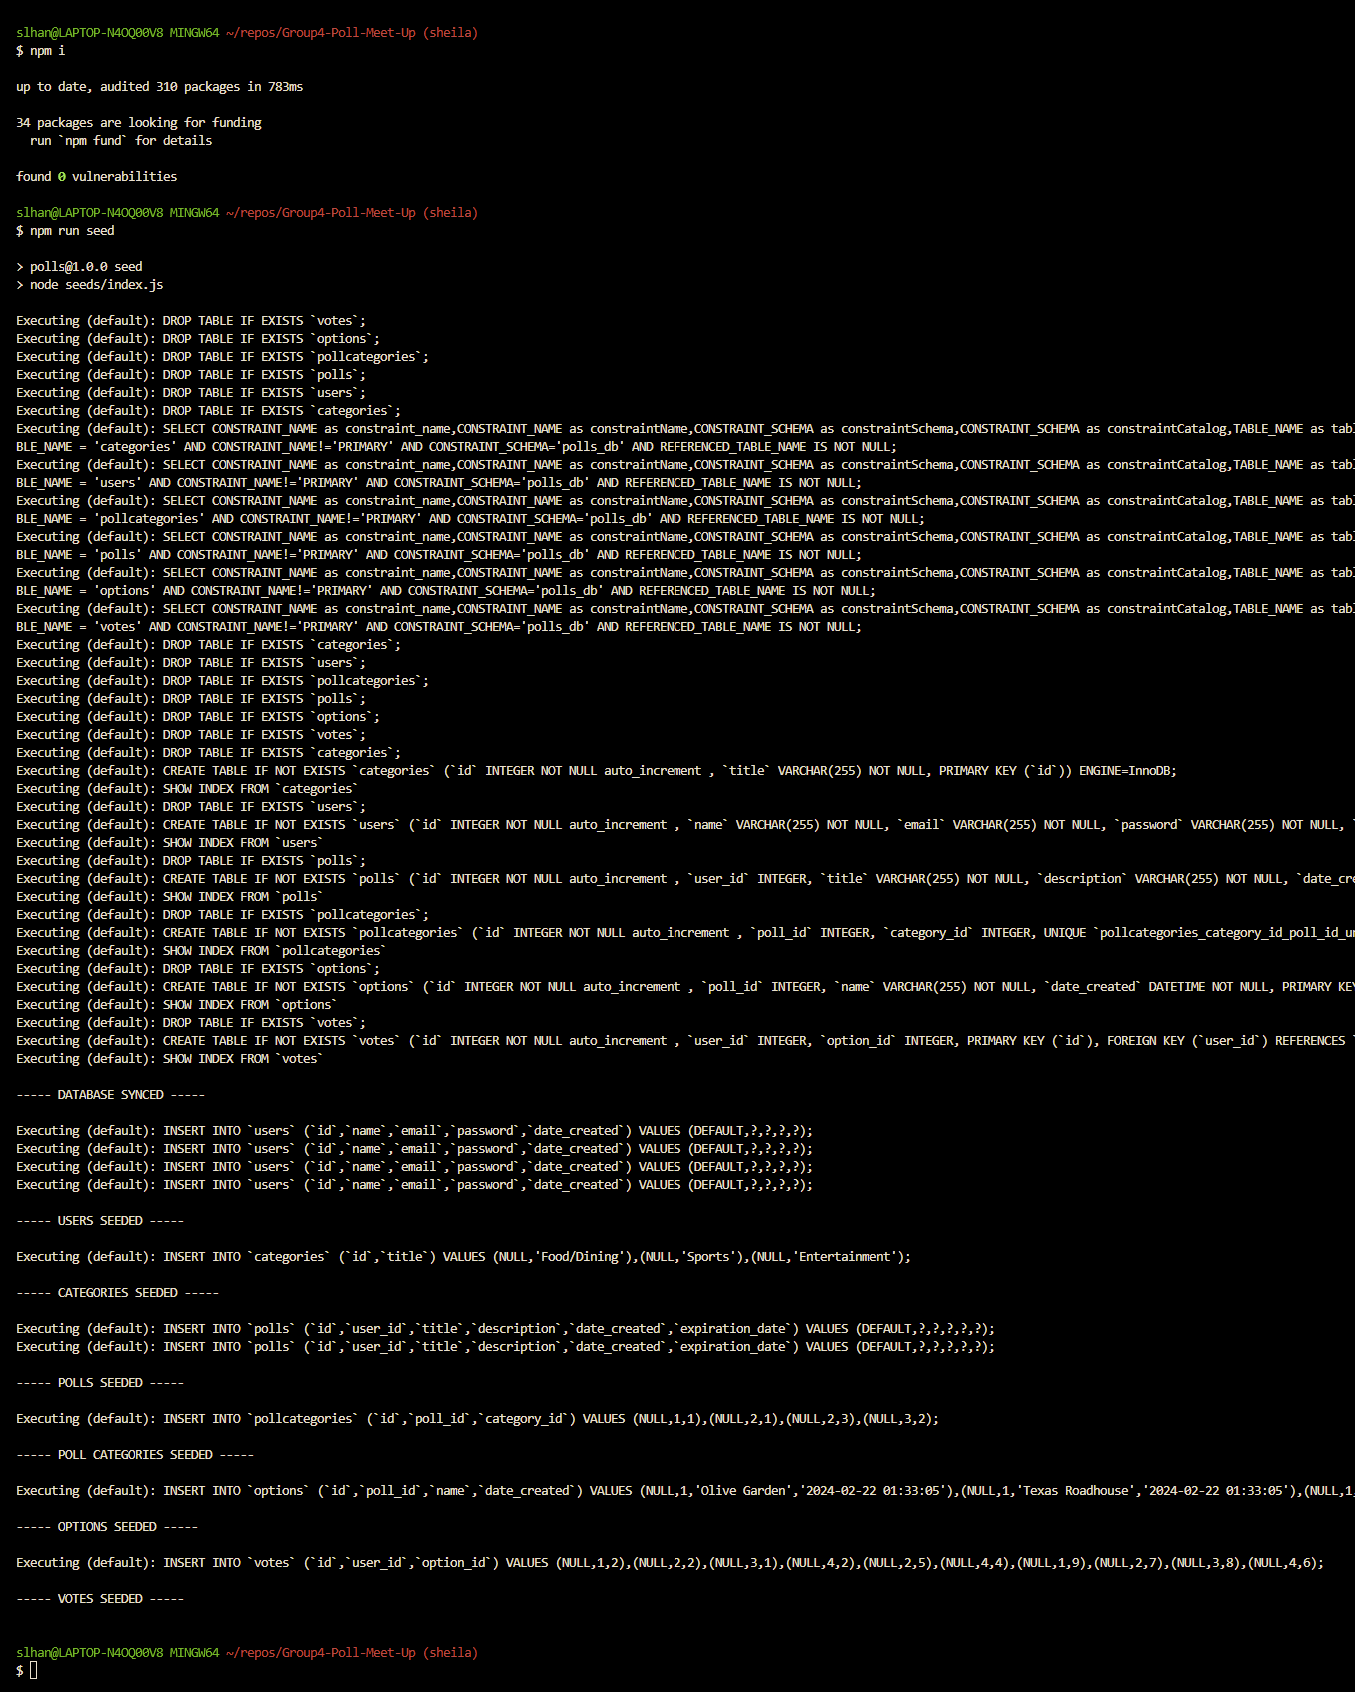 slhan@LAPTOP-N4OQ00V8 MINGW64 ~/repos/Group4-Poll-Meet-Up (sheila)
$ npm i
up to date, audited 310 packages in 783ms
34 packages are looking for funding
  run `npm fund` for details
found 0 vulnerabilities
slhan@LAPTOP-N4OQ00V8 MINGW64 ~/repos/Group4-Poll-Meet-Up (sheila)
$ npm run seed
> polls@1.0.0 seed
> node seeds/index.js
Executing (default): DROP TABLE IF EXISTS `votes`;
Executing (default): DROP TABLE IF EXISTS `options`;
Executing (default): DROP TABLE IF EXISTS `pollcategories`;
Executing (default): DROP TABLE IF EXISTS `polls`;
Executing (default): DROP TABLE IF EXISTS `users`;
Executing (default): DROP TABLE IF EXISTS `categories`;
Executing (default): SELECT CONSTRAINT_NAME as constraint_name,CONSTRAINT_NAME as constraintName,CONSTRAINT_SCHEMA as constraintSchema,CONSTRAINT_SCHEMA as constraintCatalog,TABLE_NAME as tabl
BLE_NAME = 'categories' AND CONSTRAINT_NAME!='PRIMARY' AND CONSTRAINT_SCHEMA='polls_db' AND REFERENCED_TABLE_NAME IS NOT NULL;
Executing (default): SELECT CONSTRAINT_NAME as constraint_name,CONSTRAINT_NAME as constraintName,CONSTRAINT_SCHEMA as constraintSchema,CONSTRAINT_SCHEMA as constraintCatalog,TABLE_NAME as tabl
BLE_NAME = 'users' AND CONSTRAINT_NAME!='PRIMARY' AND CONSTRAINT_SCHEMA='polls_db' AND REFERENCED_TABLE_NAME IS NOT NULL;
Executing (default): SELECT CONSTRAINT_NAME as constraint_name,CONSTRAINT_NAME as constraintName,CONSTRAINT_SCHEMA as constraintSchema,CONSTRAINT_SCHEMA as constraintCatalog,TABLE_NAME as tabl
BLE_NAME = 'pollcategories' AND CONSTRAINT_NAME!='PRIMARY' AND CONSTRAINT_SCHEMA='polls_db' AND REFERENCED_TABLE_NAME IS NOT NULL;
Executing (default): SELECT CONSTRAINT_NAME as constraint_name,CONSTRAINT_NAME as constraintName,CONSTRAINT_SCHEMA as constraintSchema,CONSTRAINT_SCHEMA as constraintCatalog,TABLE_NAME as tabl
BLE_NAME = 'polls' AND CONSTRAINT_NAME!='PRIMARY' AND CONSTRAINT_SCHEMA='polls_db' AND REFERENCED_TABLE_NAME IS NOT NULL;
Executing (default): SELECT CONSTRAINT_NAME as constraint_name,CONSTRAINT_NAME as constraintName,CONSTRAINT_SCHEMA as constraintSchema,CONSTRAINT_SCHEMA as constraintCatalog,TABLE_NAME as tabl
BLE_NAME = 'options' AND CONSTRAINT_NAME!='PRIMARY' AND CONSTRAINT_SCHEMA='polls_db' AND REFERENCED_TABLE_NAME IS NOT NULL;
Executing (default): SELECT CONSTRAINT_NAME as constraint_name,CONSTRAINT_NAME as constraintName,CONSTRAINT_SCHEMA as constraintSchema,CONSTRAINT_SCHEMA as constraintCatalog,TABLE_NAME as tabl
BLE_NAME = 'votes' AND CONSTRAINT_NAME!='PRIMARY' AND CONSTRAINT_SCHEMA='polls_db' AND REFERENCED_TABLE_NAME IS NOT NULL;
Executing (default): DROP TABLE IF EXISTS `categories`;
Executing (default): DROP TABLE IF EXISTS `users`;
Executing (default): DROP TABLE IF EXISTS `pollcategories`;
Executing (default): DROP TABLE IF EXISTS `polls`;
Executing (default): DROP TABLE IF EXISTS `options`;
Executing (default): DROP TABLE IF EXISTS `votes`;
Executing (default): DROP TABLE IF EXISTS `categories`;
Executing (default): CREATE TABLE IF NOT EXISTS `categories` (`id` INTEGER NOT NULL auto_increment , `title` VARCHAR(255) NOT NULL, PRIMARY KEY (`id`)) ENGINE=InnoDB;
Executing (default): SHOW INDEX FROM `categories`
Executing (default): DROP TABLE IF EXISTS `users`;
Executing (default): CREATE TABLE IF NOT EXISTS `users` (`id` INTEGER NOT NULL auto_increment , `name` VARCHAR(255) NOT NULL, `email` VARCHAR(255) NOT NULL, `password` VARCHAR(255) NOT NULL, `
Executing (default): SHOW INDEX FROM `users`
Executing (default): DROP TABLE IF EXISTS `polls`;
Executing (default): CREATE TABLE IF NOT EXISTS `polls` (`id` INTEGER NOT NULL auto_increment , `user_id` INTEGER, `title` VARCHAR(255) NOT NULL, `description` VARCHAR(255) NOT NULL, `date_cre
Executing (default): SHOW INDEX FROM `polls`
Executing (default): DROP TABLE IF EXISTS `pollcategories`;
Executing (default): CREATE TABLE IF NOT EXISTS `pollcategories` (`id` INTEGER NOT NULL auto_increment , `poll_id` INTEGER, `category_id` INTEGER, UNIQUE `pollcategories_category_id_poll_id_un
Executing (default): SHOW INDEX FROM `pollcategories`
Executing (default): DROP TABLE IF EXISTS `options`;
Executing (default): CREATE TABLE IF NOT EXISTS `options` (`id` INTEGER NOT NULL auto_increment , `poll_id` INTEGER, `name` VARCHAR(255) NOT NULL, `date_created` DATETIME NOT NULL, PRIMARY KEY
Executing (default): SHOW INDEX FROM `options`
Executing (default): DROP TABLE IF EXISTS `votes`;
Executing (default): CREATE TABLE IF NOT EXISTS `votes` (`id` INTEGER NOT NULL auto_increment , `user_id` INTEGER, `option_id` INTEGER, PRIMARY KEY (`id`), FOREIGN KEY (`user_id`) REFERENCES `
Executing (default): SHOW INDEX FROM `votes`
----- DATABASE SYNCED -----
Executing (default): INSERT INTO `users` (`id`,`name`,`email`,`password`,`date_created`) VALUES (DEFAULT,?,?,?,?);
Executing (default): INSERT INTO `users` (`id`,`name`,`email`,`password`,`date_created`) VALUES (DEFAULT,?,?,?,?);
Executing (default): INSERT INTO `users` (`id`,`name`,`email`,`password`,`date_created`) VALUES (DEFAULT,?,?,?,?);
Executing (default): INSERT INTO `users` (`id`,`name`,`email`,`password`,`date_created`) VALUES (DEFAULT,?,?,?,?);
----- USERS SEEDED -----
Executing (default): INSERT INTO `categories` (`id`,`title`) VALUES (NULL,'Food/Dining'),(NULL,'Sports'),(NULL,'Entertainment');
----- CATEGORIES SEEDED -----
Executing (default): INSERT INTO `polls` (`id`,`user_id`,`title`,`description`,`date_created`,`expiration_date`) VALUES (DEFAULT,?,?,?,?,?);
Executing (default): INSERT INTO `polls` (`id`,`user_id`,`title`,`description`,`date_created`,`expiration_date`) VALUES (DEFAULT,?,?,?,?,?);
----- POLLS SEEDED -----
Executing (default): INSERT INTO `pollcategories` (`id`,`poll_id`,`category_id`) VALUES (NULL,1,1),(NULL,2,1),(NULL,2,3),(NULL,3,2);
----- POLL CATEGORIES SEEDED -----
Executing (default): INSERT INTO `options` (`id`,`poll_id`,`name`,`date_created`) VALUES (NULL,1,'Olive Garden','2024-02-22 01:33:05'),(NULL,1,'Texas Roadhouse','2024-02-22 01:33:05'),(NULL,1,
----- OPTIONS SEEDED -----
Executing (default): INSERT INTO `votes` (`id`,`user_id`,`option_id`) VALUES (NULL,1,2),(NULL,2,2),(NULL,3,1),(NULL,4,2),(NULL,2,5),(NULL,4,4),(NULL,1,9),(NULL,2,7),(NULL,3,8),(NULL,4,6);
----- VOTES SEEDED -----
slhan@LAPTOP-N4OQ00V8 MINGW64 ~/repos/Group4-Poll-Meet-Up (sheila)
$